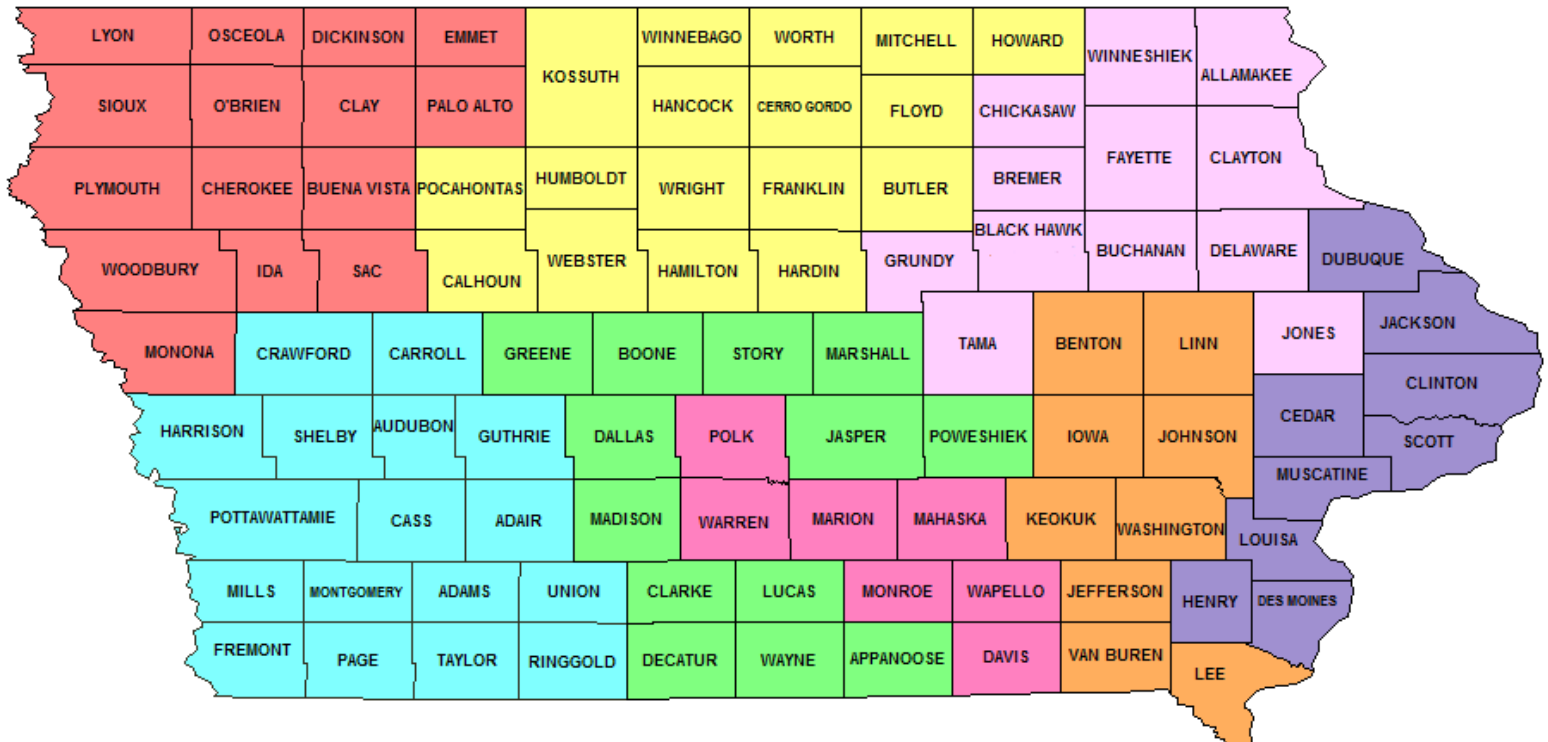 LYON
OSCEOLA
DICKINSON
EMMET
KOSSUTH
WINNEBAGO
WORTH
MITCHELL
HOWARD
WINNESHIEK
ALLAMAKEE
SIOUX
O'BRIEN
CLAY
PALO ALTO
HANCOCK
CERRO GORDO
FLOYD
CHICKASAW
PLYMOUTH
CHEROKEE
BUENA VISTA
POCAHONTAS
HUMBOLDT
WRIGHT
FRANKLIN
BUTLER
BREMER
FAYETTE
CLAYTON
WOODBURY
IDA
SAC
CALHOUN
WEBSTER
HAMILTON
HARDIN
GRUNDY
BLACK HAWK
BUCHANAN
DELAWARE
DUBUQUE
MONONA
CRAWFORD
CARROLL
GREENE
BOONE
STORY
MARSHALL
TAMA
BENTON
LINN
JONES
JACKSON
CLINTON
HARRISON
SHELBY
AUDUBON
GUTHRIE
DALLAS
POLK
JASPER
POWESHIEK
IOWA
JOHNSON
CEDAR
SCOTT
MUSCATINE
POTTAWATTAMIE
CASS
ADAIR
MADISON
WARREN
MARION
MAHASKA
KEOKUK
WASHINGTON
LOUISA
MILLS
MONTGOMERY
ADAMS
UNION
CLARKE
LUCAS
MONROE
WAPELLO
JEFFERSON
HENRY
DES MOINES
FREMONT
PAGE
TAYLOR
RINGGOLD
DECATUR
WAYNE
APPANOOSE
DAVIS
VAN BUREN
LEE